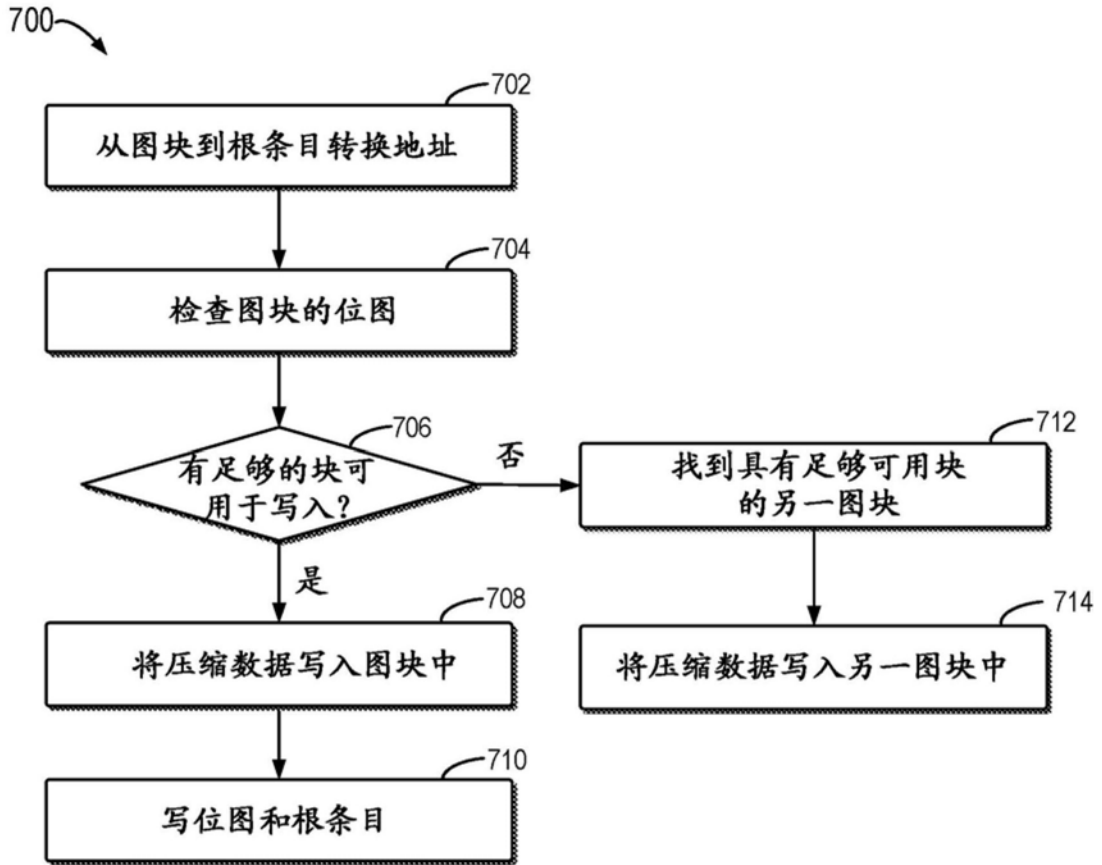 700
702
从图块到根条目转换地址
704
检查图块的位图
706
有足够的块可
用于写入?
否
712
找到具有足够可用块
的另一图块
是
708
将压缩数据写入图块中
714
将压缩数据写入另一图块中
710
写位图和根条目